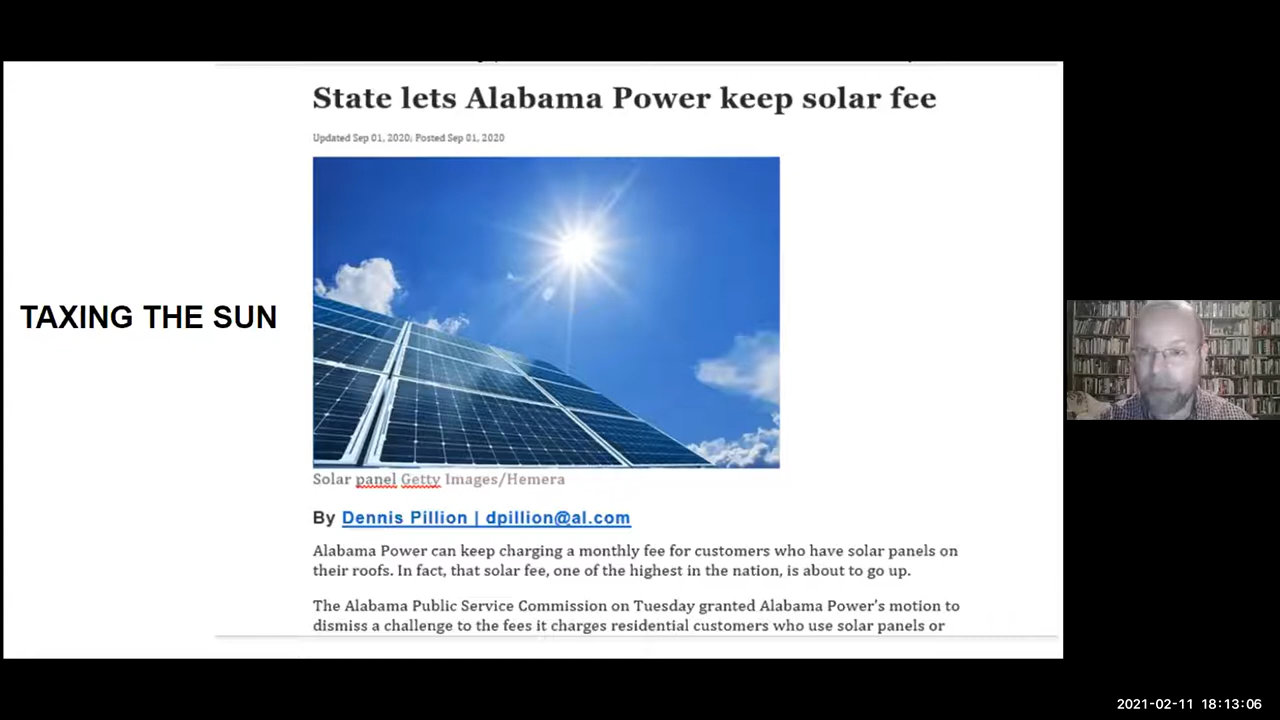 State lets Alabama Power keep solar fee
Updated Sep 01, 2020; Posted Sep 01, 2020
TAXING THE SUN
Solar panel Getty Images/Hemera
By Dennis Pillion | dpillion@al.com
Alabama Power can keep charging a monthly fee for customers who have solar panels on
their roofs. In fact, that solar fee, one of the highest in the nation, is about to go up.
The Alabama Public Service Commission on Tuesday granted Alabama Power's motion to
dismiss a challenge to the fees it charges residential customers who use solar panels or
2021-02-11 18:13:06